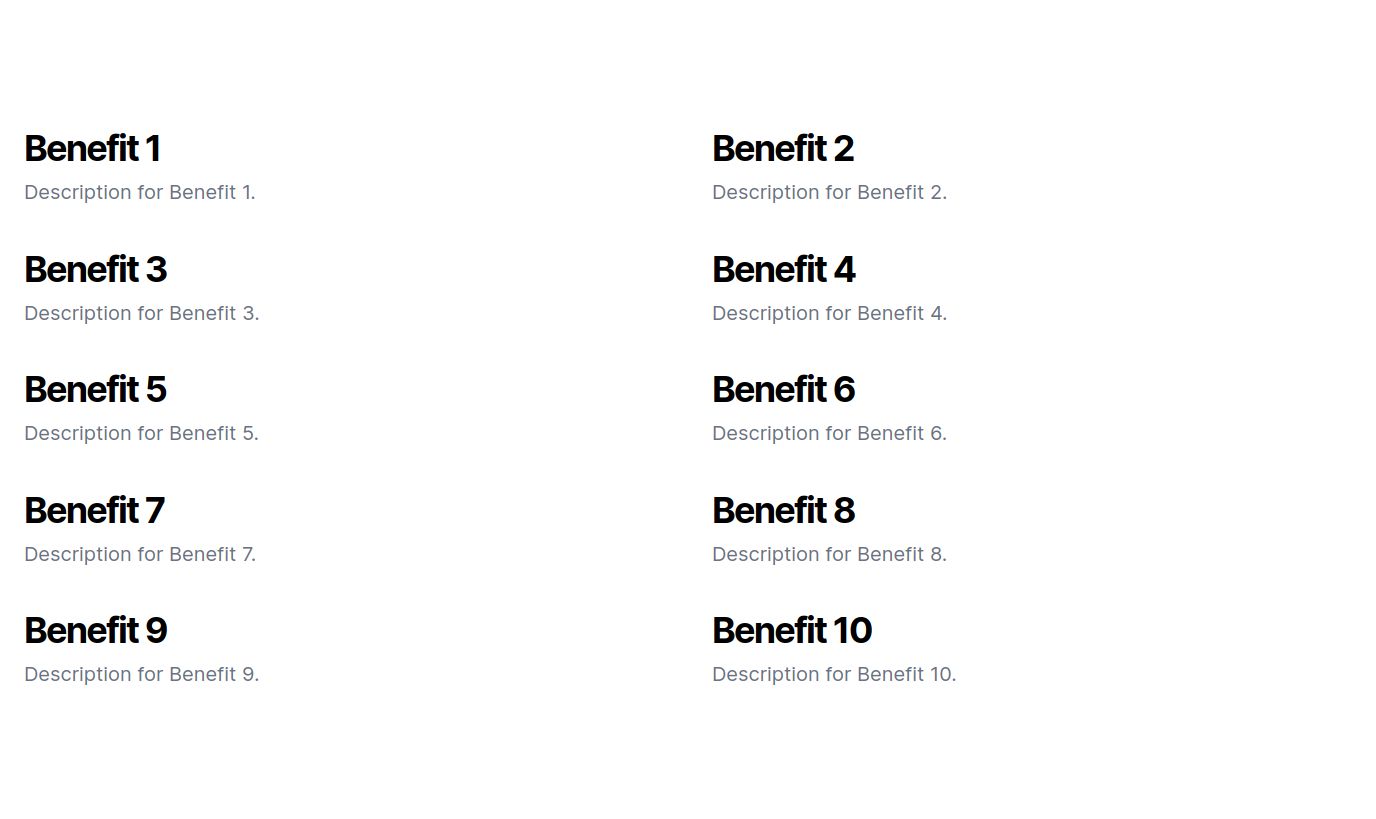 Benefit 1
Description for Benefit 1.
Benefit 2
Description for Benefit 2.
Benefit 3
Description for Benefit 3.
Benefit 4
Description for Benefit 4.
Benefit 5
Description for Benefit 5.
Benefit 6
Description for Benefit 6.
Benefit 7
Description for Benefit 7.
Benefit 8
Description for Benefit 8.
Benefit 9
Description for Benefit 9.
Benefit 10
Description for Benefit 10.